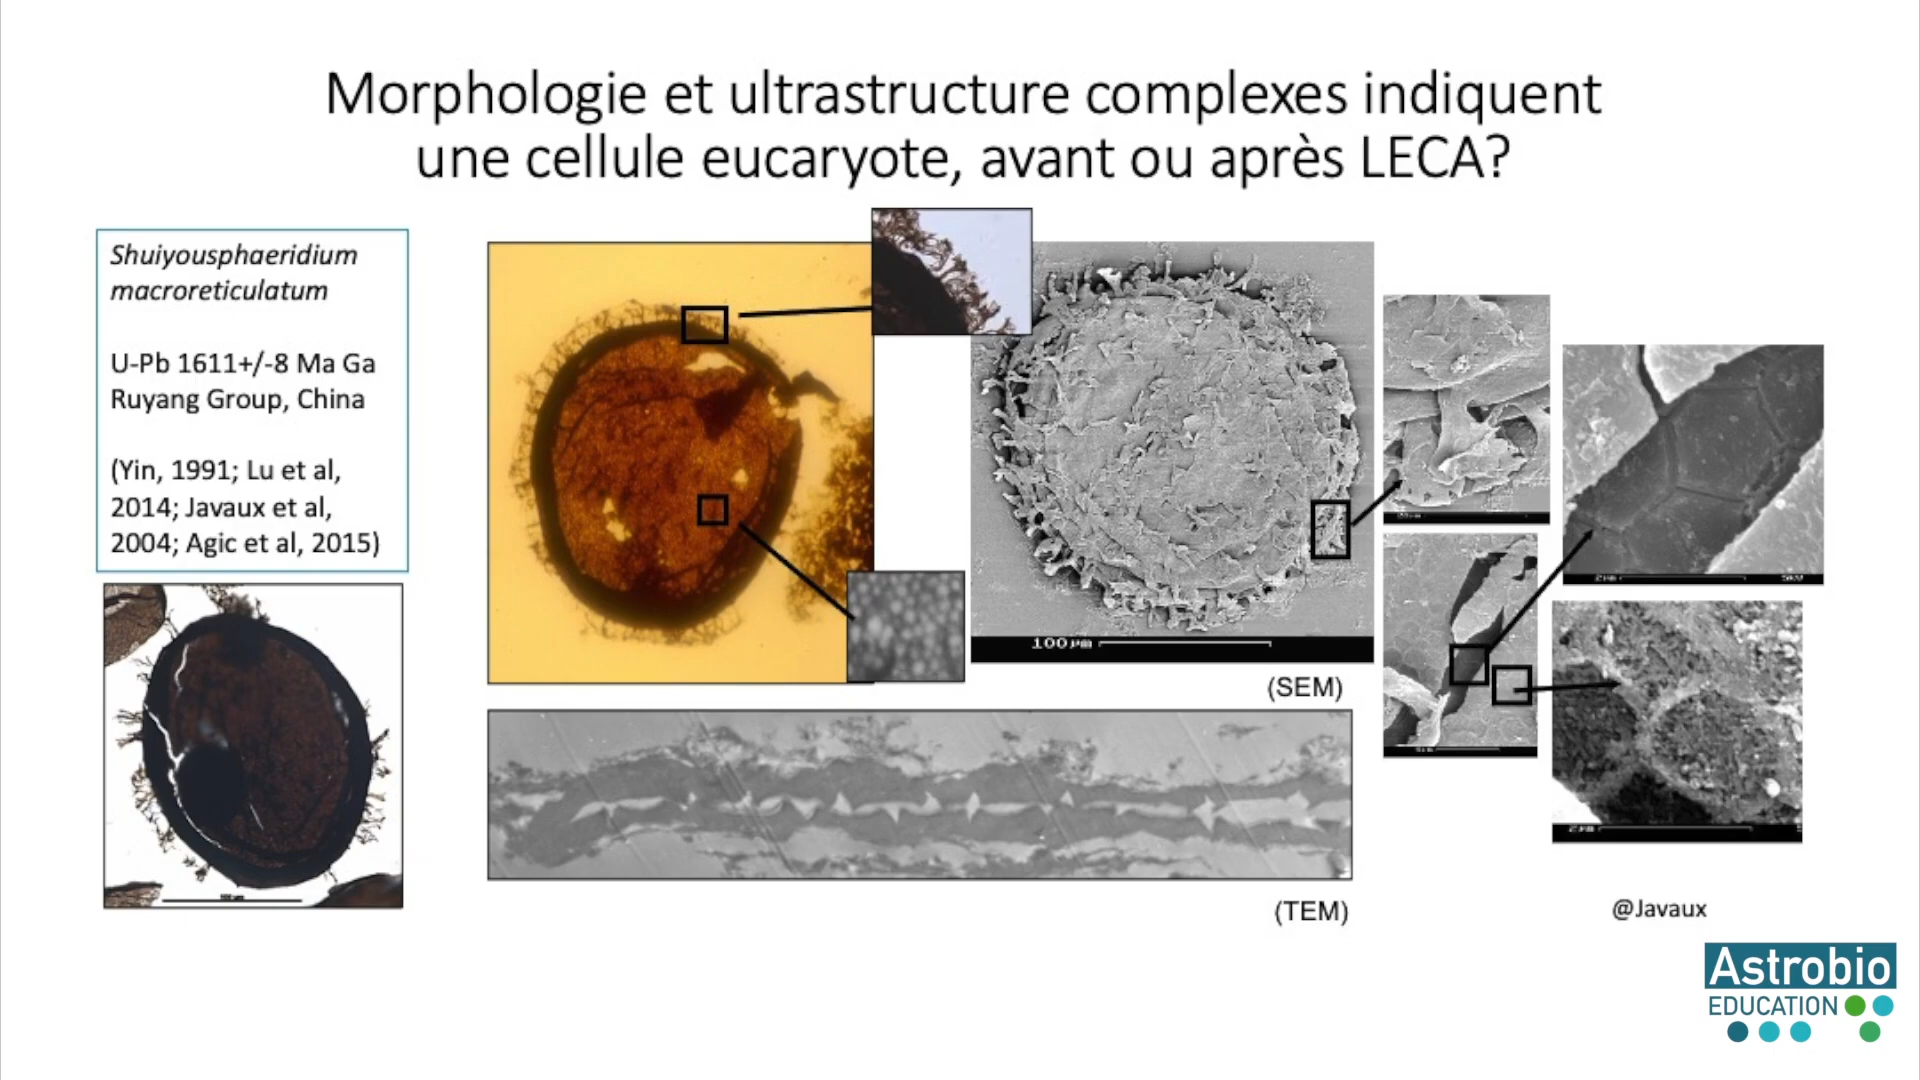 Morphologie et ultrastructure complexes indiquent
une cellule eucaryote, avant ou après LECA?
Shuiyousphaeridium
macroreticulatum
U-Pb 1611+/-8 Ma Ga
Ruyang Group, China
(Yin, 1991; Lu et al,
2014; Javaux et al,
2004; Agic et al, 2015)
100µm
(SEM)
(TEM)
@Javaux
Astrobio
EDUCATION